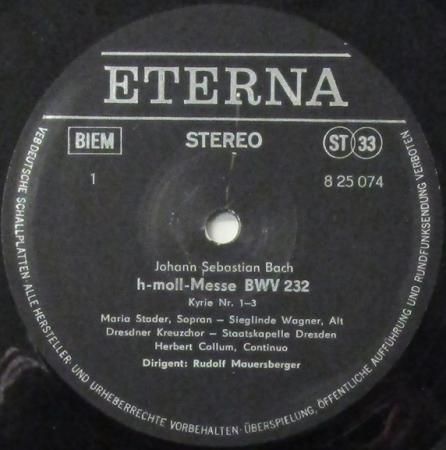 ETERNA
BIEM
STEREO
ST 33
1
8 25 074
Johann Sebastian Bach
h-moll-Messe BWV 232
Kyrie Nr. 1–3
Maria Stader, Sopran – Sieglinde Wagner, Alt
Dresdner Kreuzchor – Staatskapelle Dresden
Herbert Collum, Continuo
Dirigent: Rudolf Mauersberger
VEB DEUTSCHE SCHALLPLATTEN · ALLE HERSTELLER- UND URHEBERRECHTE VORBEHALTEN · ÜBERSPIELUNG, ÖFFENTLICHE AUFFÜHRUNG UND RUNDFUNKSENDUNG VERBOTEN